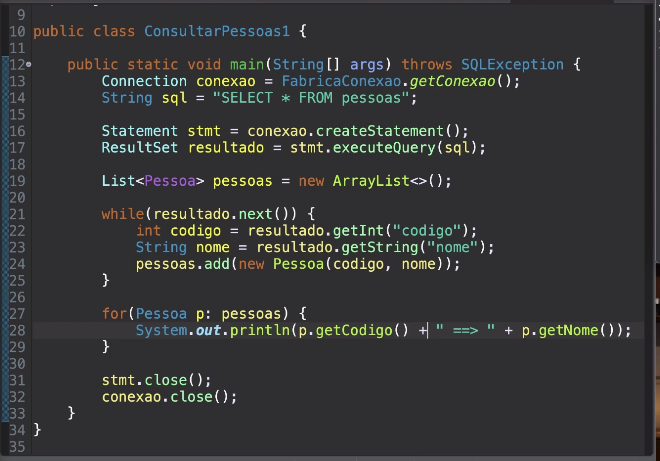 9
10 public class ConsultarPessoas1 {
11
12 public static void main(String[] args) throws SQLException {
13 Connection conexao = FabricaConexao.getConexao();
14 String sql = "SELECT * FROM pessoas";
15
16 Statement stmt = conexao.createStatement();
17 ResultSet resultado = stmt.executeQuery(sql);
18
19 List<Pessoa> pessoas = new ArrayList<>();
20
21 while(resultado.next()) {
22 int codigo = resultado.getInt("codigo");
23 String nome = resultado.getString("nome");
24 pessoas.add(new Pessoa(codigo, nome));
25 }
26
27 for(Pessoa p: pessoas) {
28 System.out.println(p.getCodigo() + " ==> " + p.getNome());
29 }
30
31 stmt.close();
32 conexao.close();
33 }
34 }
35